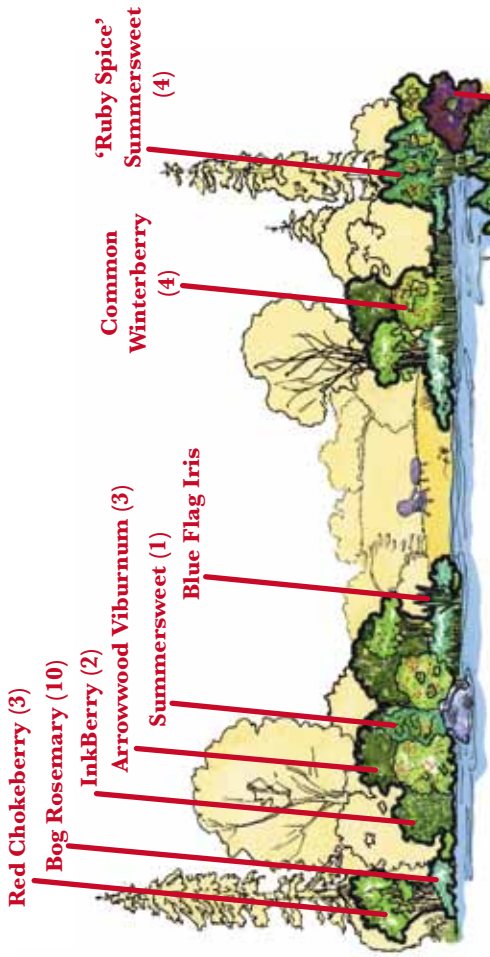 Red Chokeberry (3)
Bog Rosemary (10)
InkBerry (2)
Arrowwood Viburnum (3)
Summersweet (1)
Blue Flag Iris
Common
Winterberry
(4)
‘Ruby Spice’
Summersweet
(4)